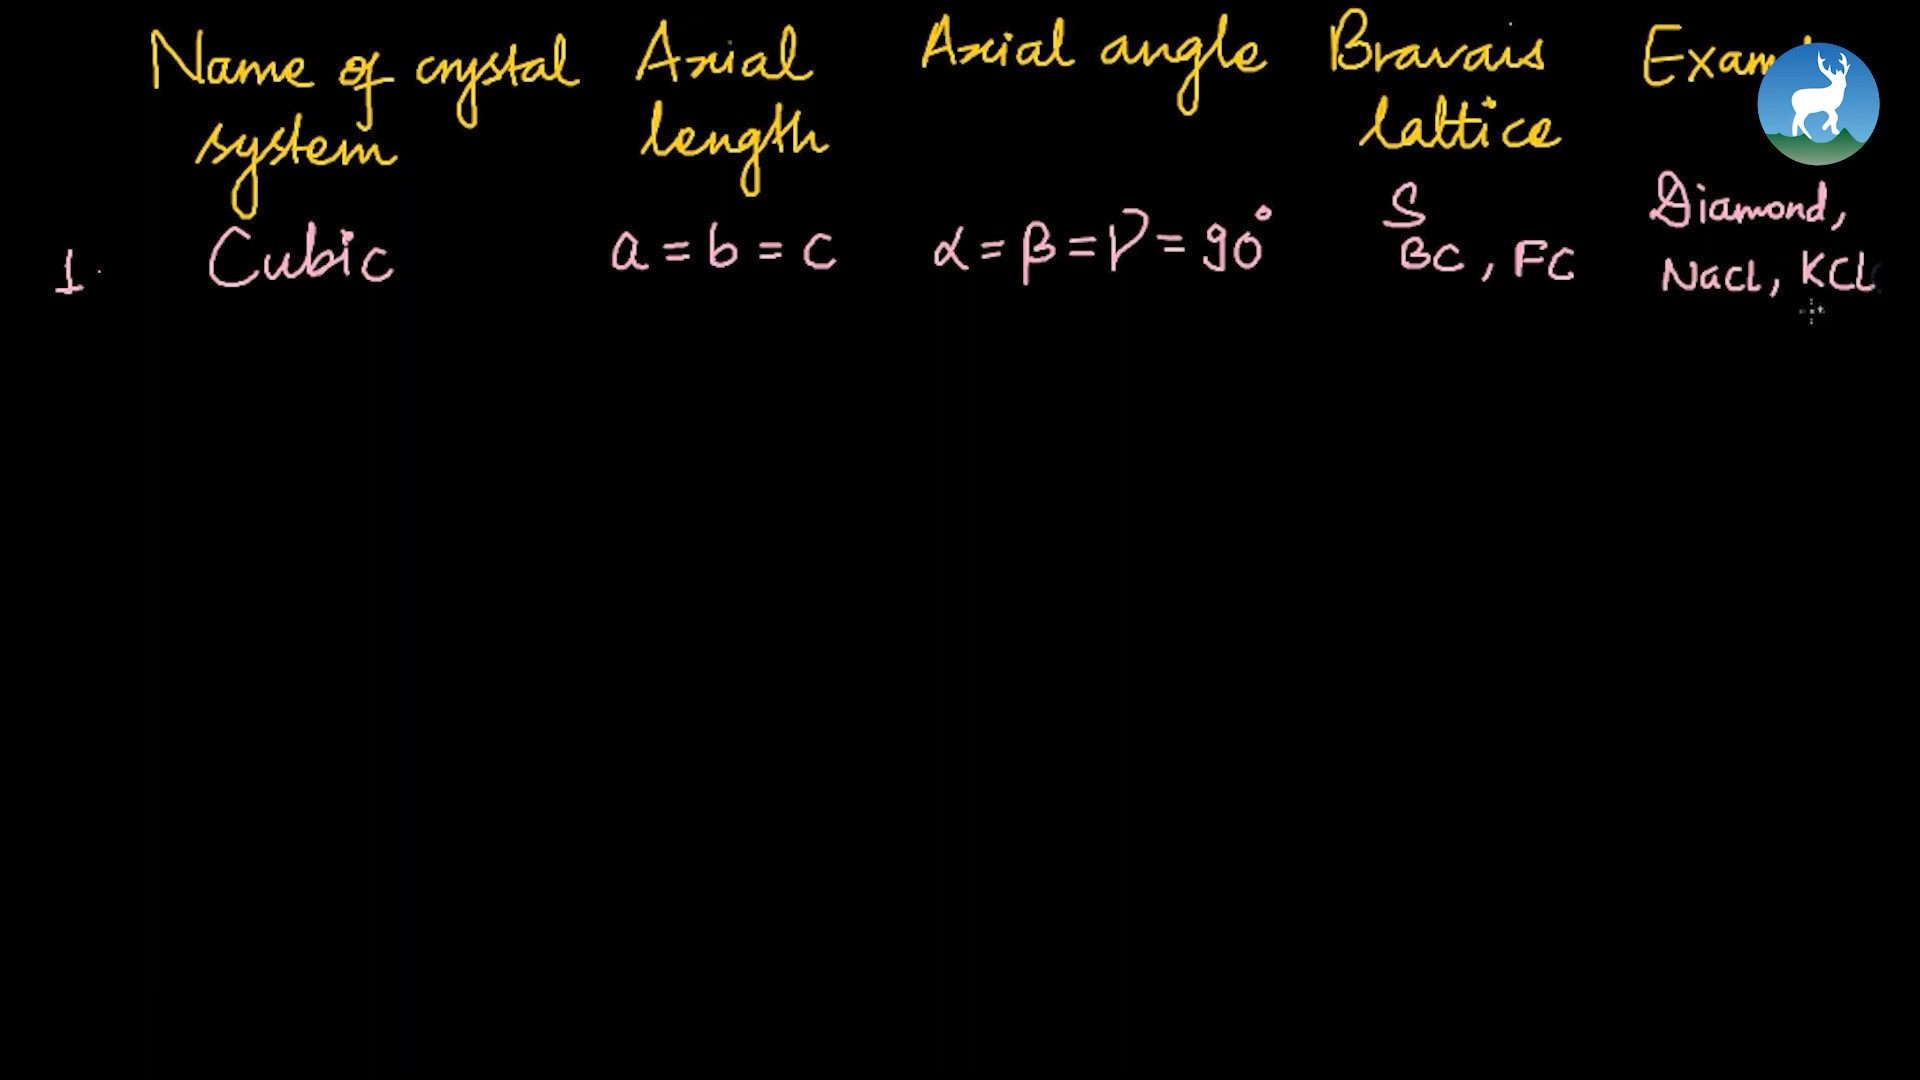 Name of crystal system
Axial length
Axial angle
Bravais lattice
Exam
1. Cubic
a = b = c
α = β = γ = 90°
S
BC, FC
Diamond,
NaCl, KCl